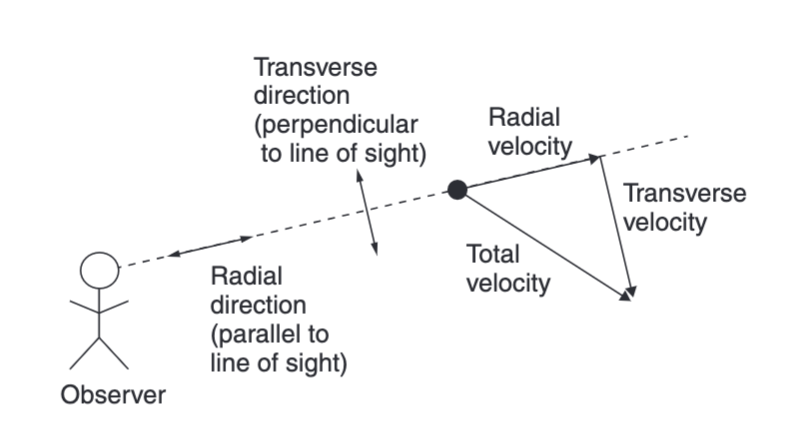 Transverse
direction
(perpendicular
to line of sight)
Radial
velocity
Transverse
velocity
Total
velocity
Radial
direction
(parallel to
line of sight)
Observer